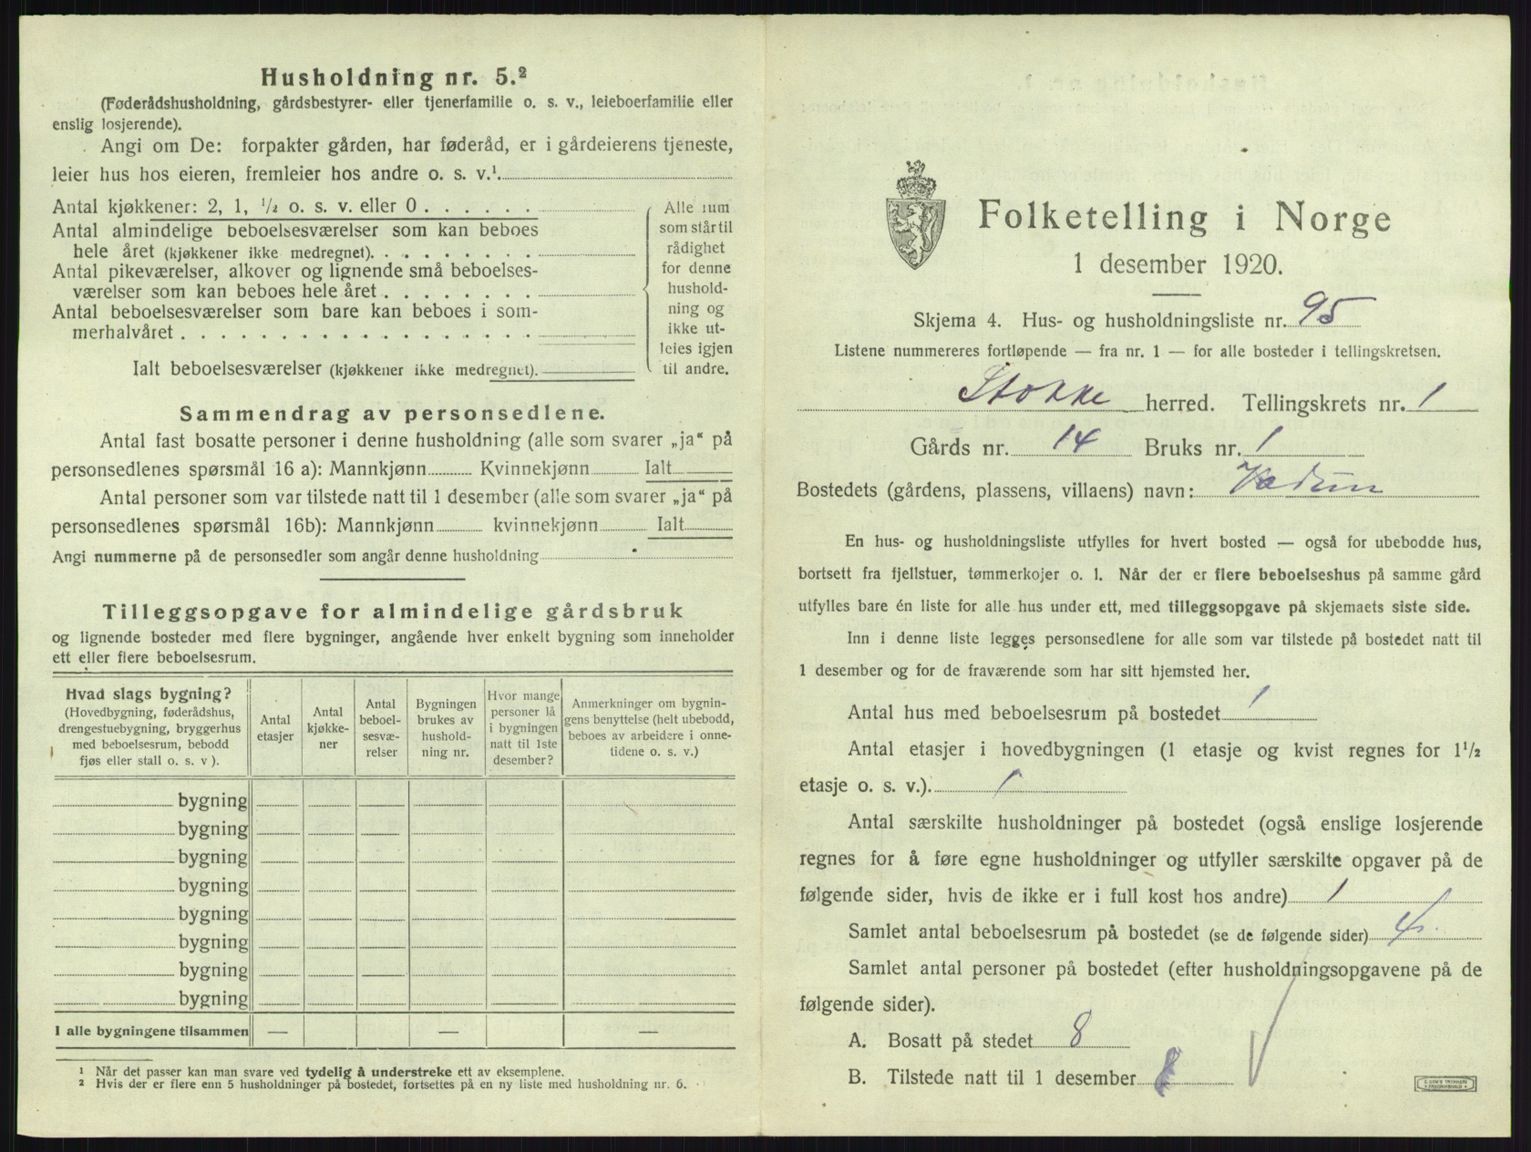 Husholdning nr. 5.²
(Føderådshusholdning, gårdsbestyrer- eller tjenerfamilie o. s. v., leieboerfamilie eller
enslig losjerende).
Angi om De: forpakter gården, har føderåd, er i gårdeierens tjeneste,
leier hus hos eieren, fremleier hos andre o. s. v.¹
Antal kjøkkener: 2, 1, ½ o. s. v. eller 0
Antal almindelige beboelsesværelser som kan beboes
hele året (kjøkkener ikke medregnet).
Antal pikeværelser, alkover og lignende små beboelses-
værelser som kan beboes hele året
Antal beboelsesværelser som bare kan beboes i som-
merhalvåret
Ialt beboelsesværelser (kjøkkener ikke medregnet).
Alle rum
som står til
rådighet
for denne
hushold-
ning og
ikke ut-
leies igjen
til andre.
Sammendrag av personsedlene.
Antal fast bosatte personer i denne husholdning (alle som svarer „ja“ på
personsedlenes spørsmål 16 a): Mannkjønn Kvinnekjønn Ialt
Antal personer som var tilstede natt til 1 desember (alle som svarer „ja“ på
personsedlenes spørsmål 16b): Mannkjønn kvinnekjønn Ialt
Angi nummerne på de personsedler som angår denne husholdning
Tilleggsopgave for almindelige gårdsbruk
og lignende bosteder med flere bygninger, angående hver enkelt bygning som inneholder
ett eller flere beboelsesrum.
Hvad slags bygning?
(Hovedbygning, føderådshus,
drengestuebygning, bryggerhus
med beboelsesrum, bebodd
fjøs eller stall o. s. v ).
Antal
etasjer
Antal
kjøkke-
ner
Antal
beboel-
sesvæ-
relser
Bygningen
brukes av
hushold-
ning nr.
Hvor mange
personer lå
i bygningen
natt til 1ste
desember?
Anmerkninger om bygnin-
gens benyttelse (helt ubebodd,
beboes av arbeidere i onne-
tidene o. s. v.)
bygning
bygning
bygning
bygning
bygning
bygning
bygning
bygning
I alle bygningene tilsammen — — —
¹ Når det passer kan man svare ved tydelig å understreke ett av eksemplene.
² Hvis der er flere enn 5 husholdninger på bostedet, fortsettes på en ny liste med husholdning nr. 6.
Folketelling i Norge
1 desember 1920.
Skjema 4. Hus- og husholdningsliste nr. 95
Listene nummereres fortløpende — fra nr. 1 — for alle bosteder i tellingskretsen.
Stokke herred. Tellingskrets nr. 1
Gårds nr. 14 Bruks nr. 1
Bostedets (gårdens, plassens, villaens) navn:
En hus- og husholdningsliste utfylles for hvert bosted — også for ubebodde hus,
bortsett fra fjellstuer, tømmerkojer o. l. Når der er flere beboelseshus på samme gård
utfylles bare én liste for alle hus under ett, med tilleggsopgave på skjemaets siste side.
Inn i denne liste legges personsedlene for alle som var tilstede på bostedet natt til
1 desember og for de fraværende som har sitt hjemsted her.
Antal hus med beboelsesrum på bostedet 1
Antal etasjer i hovedbygningen (1 etasje og kvist regnes for 1½
etasje o. s. v.). 1
Antal særskilte husholdninger på bostedet (også enslige losjerende
regnes for å føre egne husholdninger og utfyller særskilte opgaver på de
følgende sider, hvis de ikke er i full kost hos andre) 1
Samlet antal beboelsesrum på bostedet (se de følgende sider) 4
Samlet antal personer på bostedet (efter husholdningsopgavene på de
følgende sider).
A. Bosatt på stedet 8
B. Tilstede natt til 1 desember 8